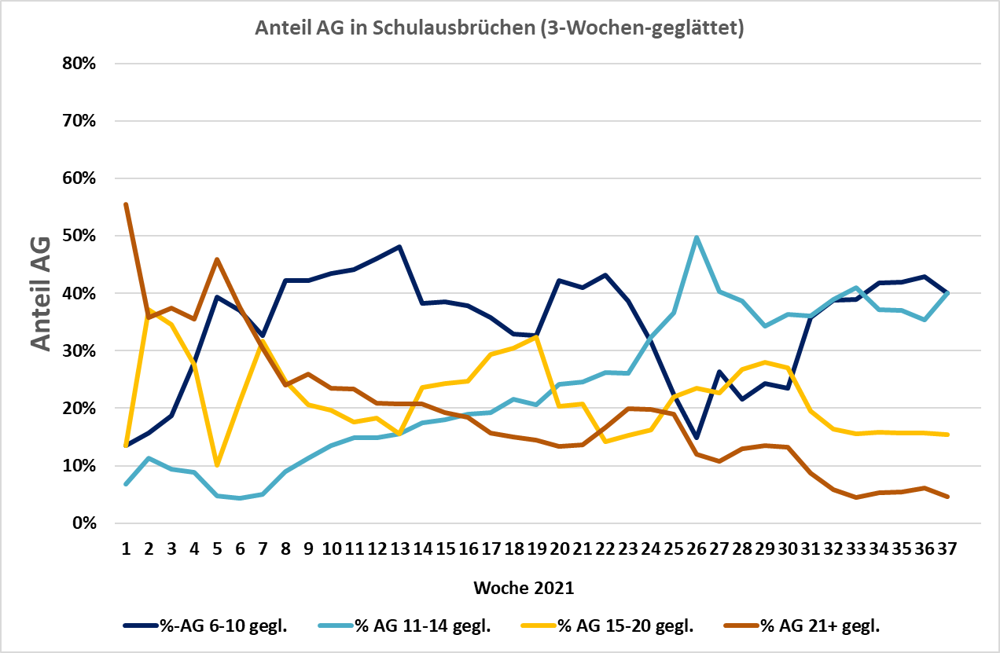 Anteil AG in Schulausbrüchen (3-Wochen-geglättet)
80%
70%
60%
50%
40%
30%
20%
10%
0%
Anteil AG
1 2 3 4 5 6 7 8 9 10 11 12 13 14 15 16 17 18 19 20 21 22 23 24 25 26 27 28 29 30 31 32 33 34 35 36 37
Woche 2021
%-AG 6-10 gegl. % AG 11-14 gegl. % AG 15-20 gegl. % AG 21+ gegl.